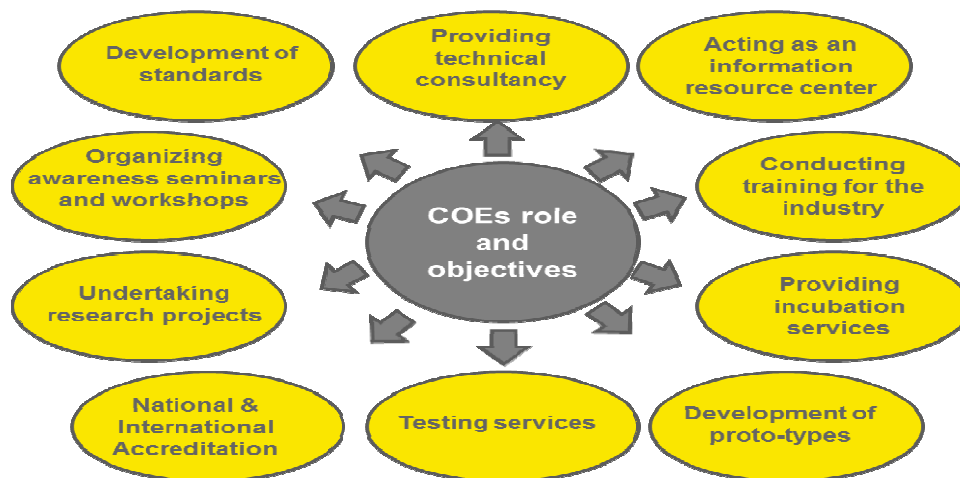 Development of
standards
Providing
technical
consultancy
Acting as an
information
resource center
Organizing
awareness seminars
and workshops
COEs role
and
objectives
Conducting
training for the
industry
Undertaking
research projects
Providing
incubation
services
National &
International
Accreditation
Testing services
Development of
proto-types